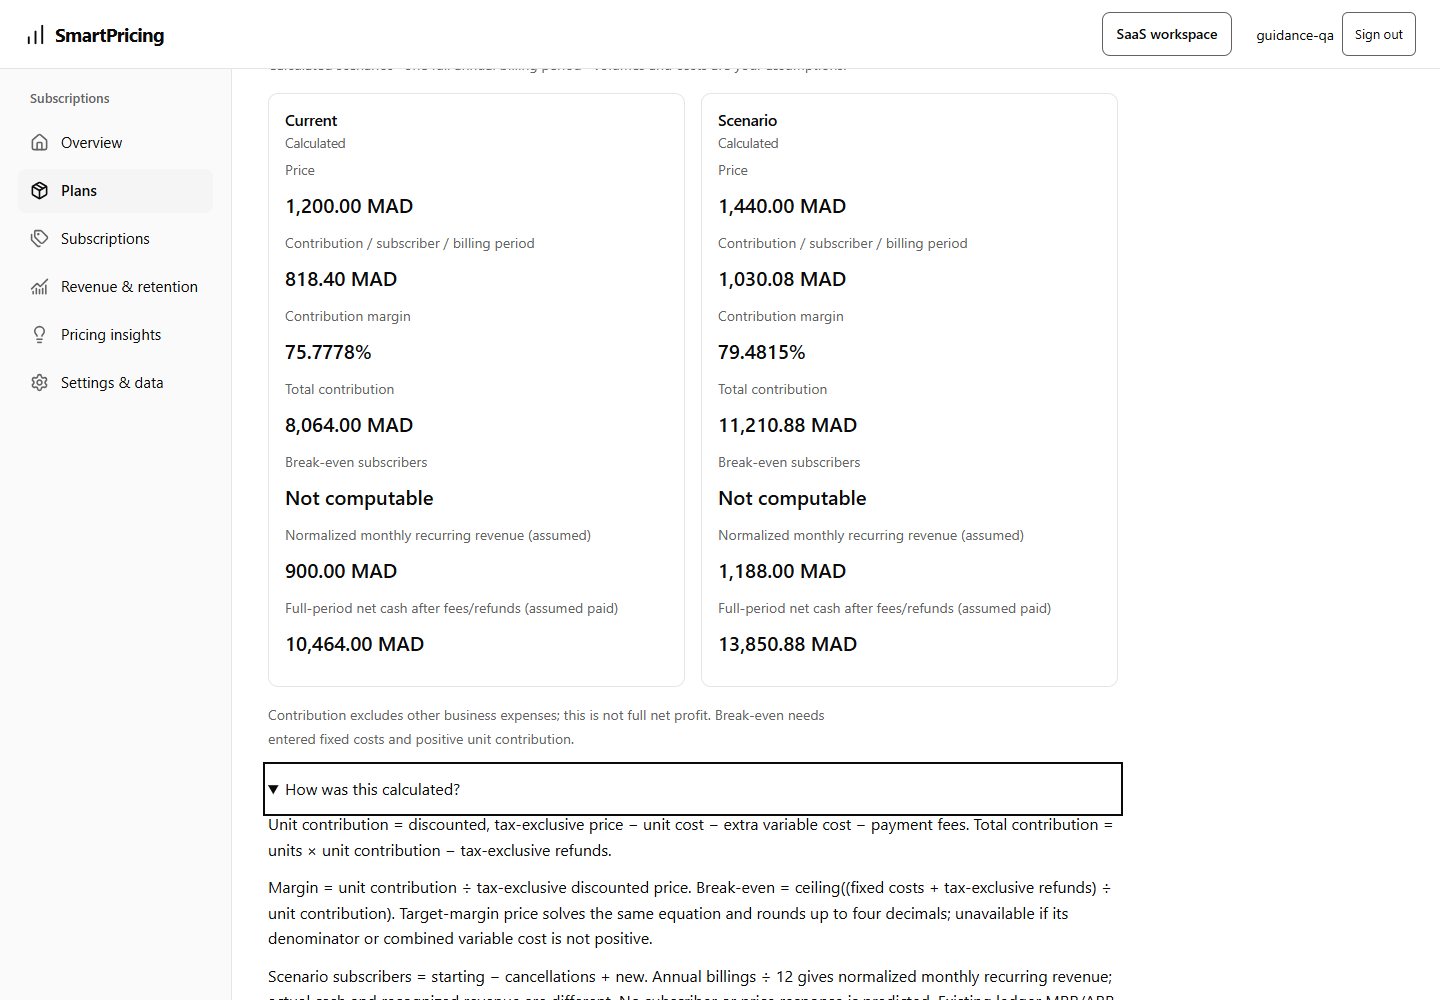 SmartPricing
SaaS workspace
guidance-qa
Sign out
Subscriptions
Overview
Plans
Subscriptions
Revenue & retention
Pricing insights
Settings & data
Current
Calculated
Price
1,200.00 MAD
Contribution / subscriber / billing period
818.40 MAD
Contribution margin
75.7778%
Total contribution
8,064.00 MAD
Break-even subscribers
Not computable
Normalized monthly recurring revenue (assumed)
900.00 MAD
Full-period net cash after fees/refunds (assumed paid)
10,464.00 MAD
Scenario
Calculated
Price
1,440.00 MAD
Contribution / subscriber / billing period
1,030.08 MAD
Contribution margin
79.4815%
Total contribution
11,210.88 MAD
Break-even subscribers
Not computable
Normalized monthly recurring revenue (assumed)
1,188.00 MAD
Full-period net cash after fees/refunds (assumed paid)
13,850.88 MAD
Contribution excludes other business expenses; this is not full net profit. Break-even needs
entered fixed costs and positive unit contribution.
▼ How was this calculated?
Unit contribution = discounted, tax-exclusive price − unit cost − extra variable cost − payment fees. Total contribution =
units × unit contribution − tax-exclusive refunds.
Margin = unit contribution ÷ tax-exclusive discounted price. Break-even = ceiling((fixed costs + tax-exclusive refunds) ÷
unit contribution). Target-margin price solves the same equation and rounds up to four decimals; unavailable if its
denominator or combined variable cost is not positive.
Scenario subscribers = starting − cancellations + new. Annual billings ÷ 12 gives normalized monthly recurring revenue;